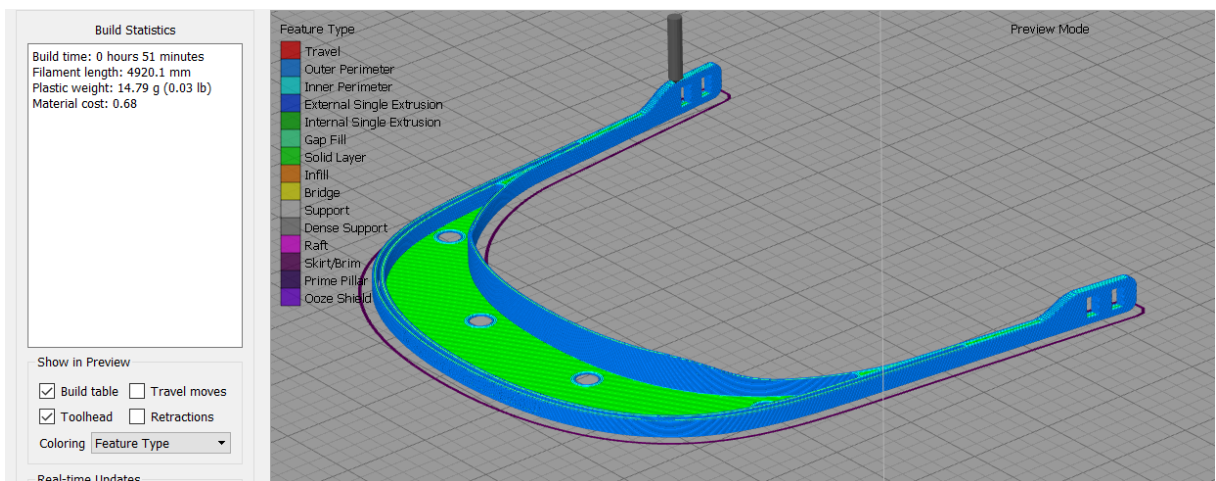 Build Statistics
Build time: 0 hours 51 minutes
Filament length: 4920.1 mm
Plastic weight: 14.79 g (0.03 lb)
Material cost: 0.68
Show in Preview
Build table
Travel moves
Toolhead
Retractions
Coloring
Feature Type
Real-time Updates
Feature Type
Travel
Outer Perimeter
Inner Perimeter
External Single Extrusion
Internal Single Extrusion
Gap Fill
Solid Layer
Infill
Bridge
Support
Dense Support
Raft
Skirt/Brim
Prime Pillar
Ooze Shield
Preview Mode